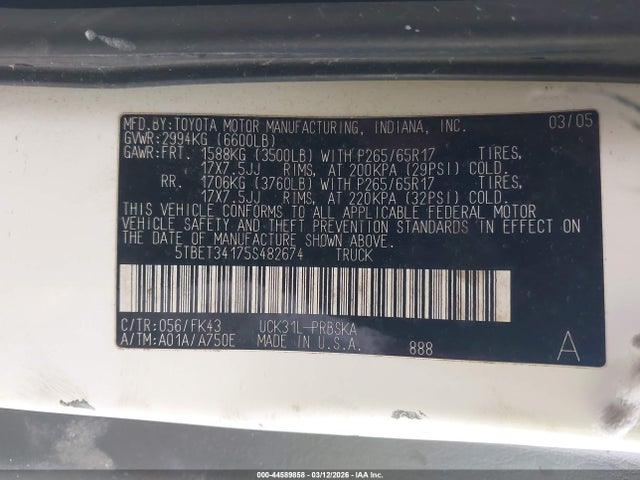 MFD.BY:TOYOTA MOTOR MANUFACTURING, INDIANA, INC. 03/05
GVWR:2994KG (6600LB)
GAWR:FRT. 1588KG (3500LB) WITH P265/65R17 TIRES,
17X7.5JJ RIMS, AT 200KPA (29PSI) COLD.
RR. 1706KG (3760LB) WITH P265/65R17 TIRES,
17X7.5JJ RIMS, AT 220KPA (32PSI) COLD.
THIS VEHICLE CONFORMS TO ALL APPLICABLE FEDERAL MOTOR
VEHICLE SAFETY AND THEFT PREVENTION STANDARDS IN EFFECT ON
THE DATE OF MANUFACTURE SHOWN ABOVE.
5TBET34175S482674 TRUCK
C/TR:056/FK43 UCK31L-PRBSKA
A/TM:A01A/A750E MADE IN U.S.A. 888 A
000-44589858 - 03/12/2026 - IAA Inc.